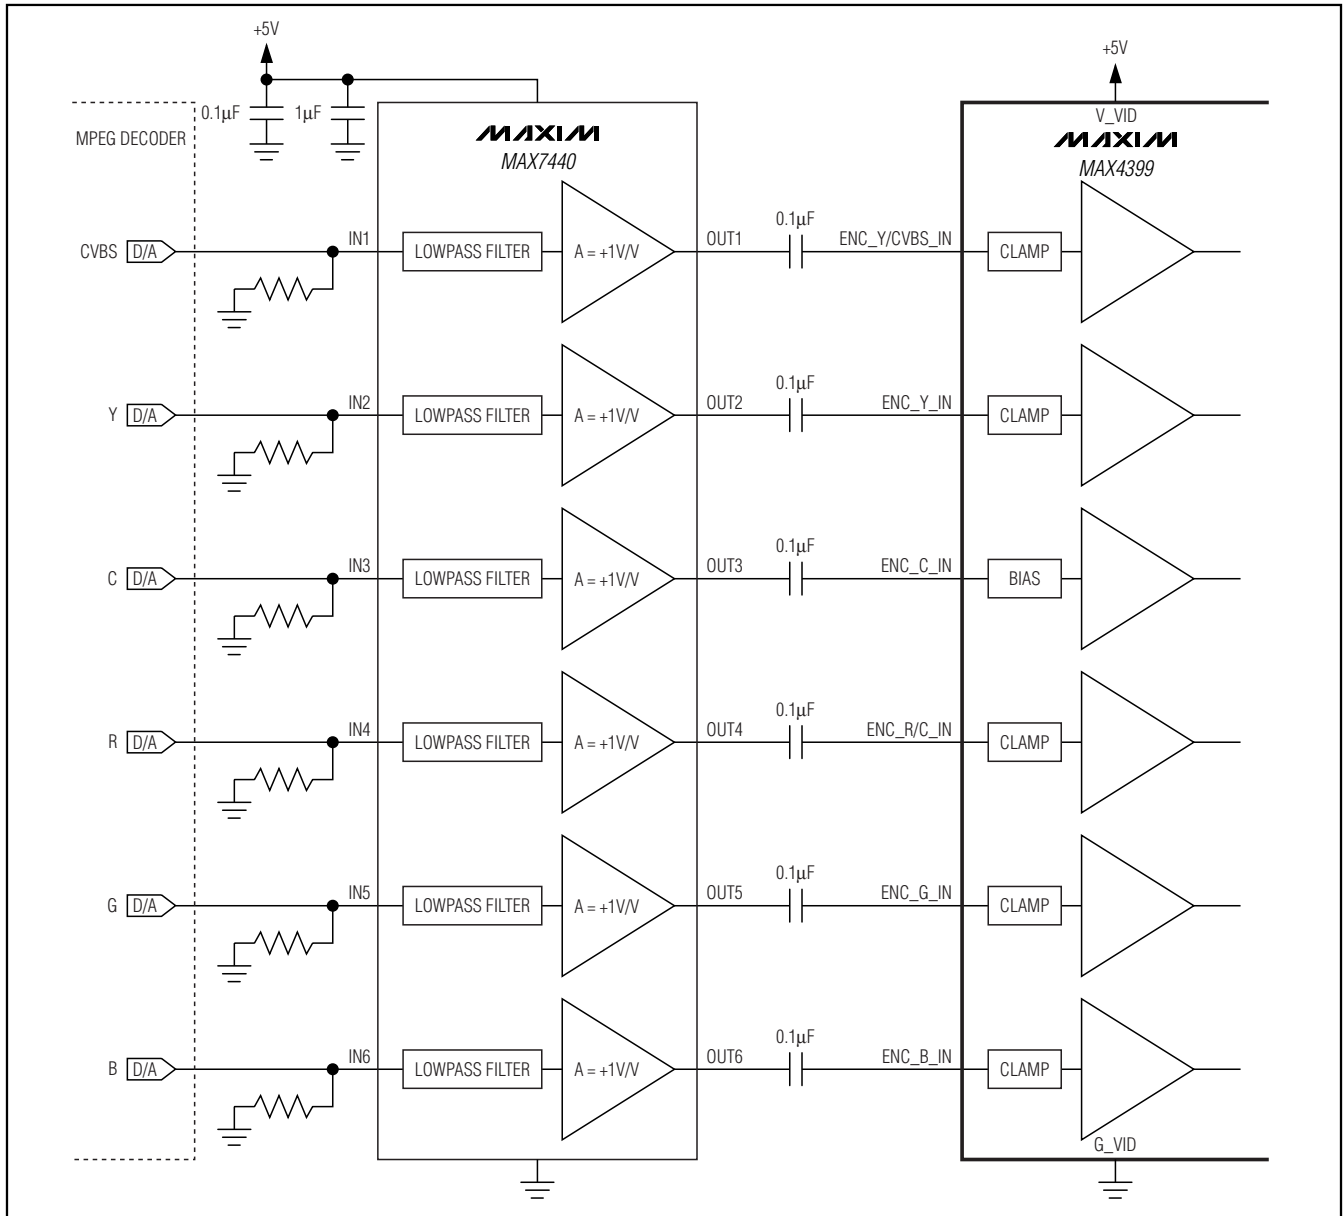 +5V
+5V
0.1µF
1µF
V_VID
MPEG DECODER
MAXIM
MAX7440
MAXIM
MAX4399
CVBS D/A IN1 LOWPASS FILTER A = +1V/V OUT1 0.1µF ENC_Y/CVBS_IN CLAMP
Y D/A IN2 LOWPASS FILTER A = +1V/V OUT2 0.1µF ENC_Y_IN CLAMP
C D/A IN3 LOWPASS FILTER A = +1V/V OUT3 0.1µF ENC_C_IN BIAS
R D/A IN4 LOWPASS FILTER A = +1V/V OUT4 0.1µF ENC_R/C_IN CLAMP
G D/A IN5 LOWPASS FILTER A = +1V/V OUT5 0.1µF ENC_G_IN CLAMP
B D/A IN6 LOWPASS FILTER A = +1V/V OUT6 0.1µF ENC_B_IN CLAMP
G_VID